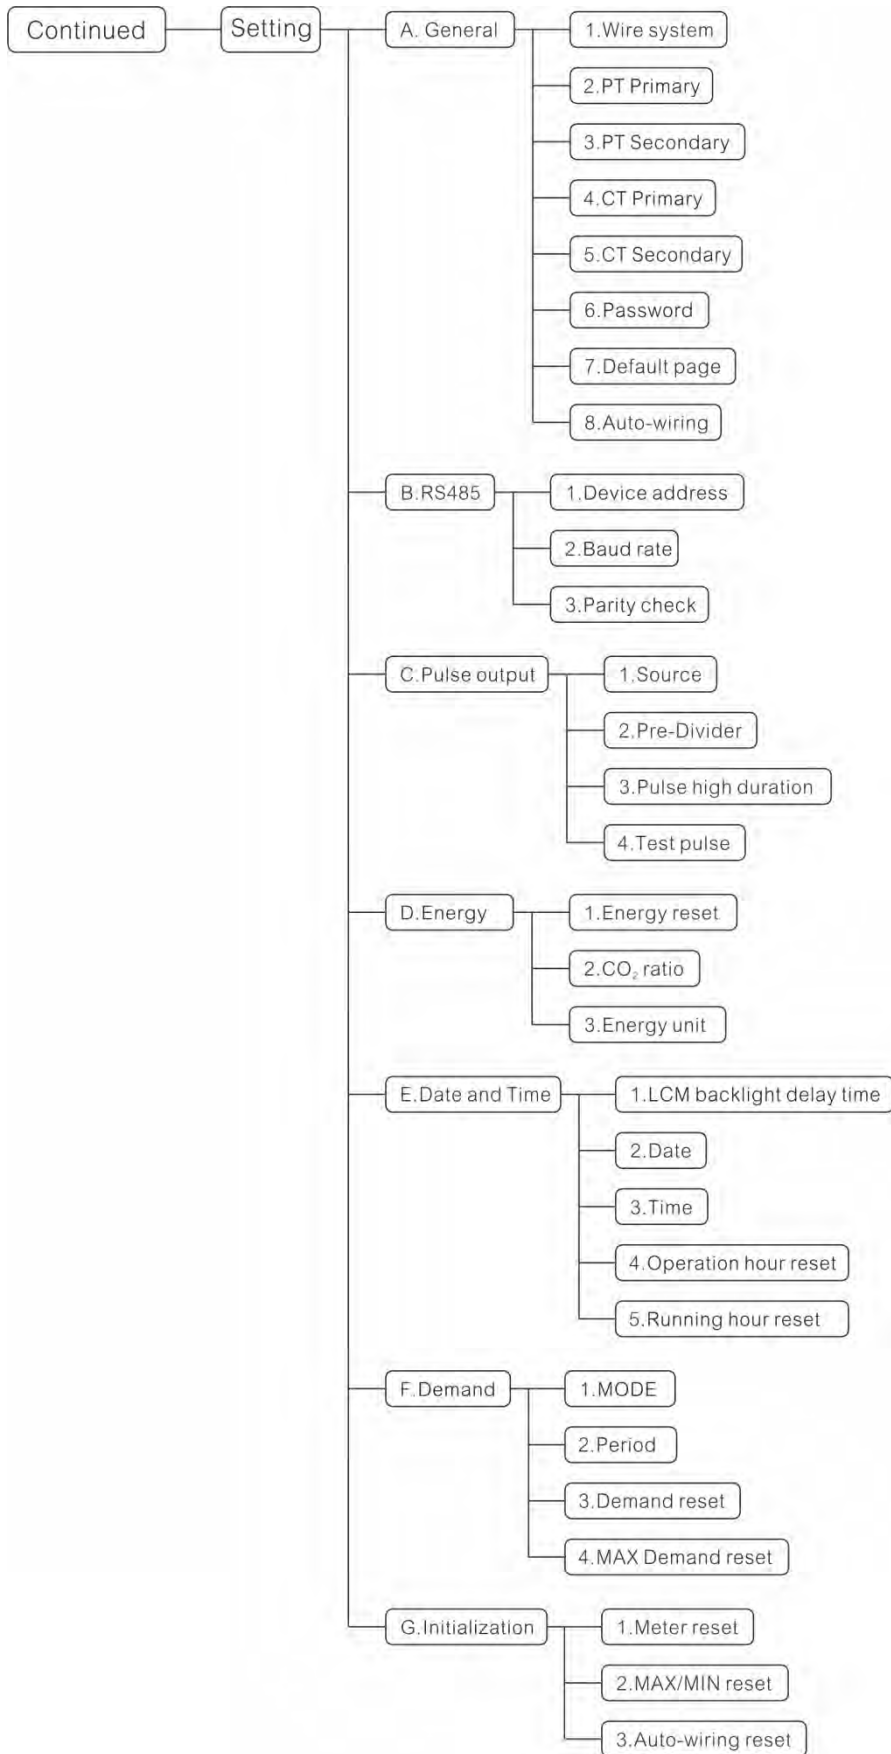 Continued
Setting
A. General
1.Wire system
2.PT Primary
3.PT Secondary
4.CT Primary
5.CT Secondary
6.Password
7.Default page
8.Auto-wiring
B.RS485
1.Device address
2.Baud rate
3.Parity check
C.Pulse output
1.Source
2.Pre-Divider
3.Pulse high duration
4.Test pulse
D.Energy
1.Energy reset
2.CO₂ ratio
3.Energy unit
E.Date and Time
1.LCM backlight delay time
2.Date
3.Time
4.Operation hour reset
5.Running hour reset
F.Demand
1.MODE
2.Period
3.Demand reset
4.MAX Demand reset
G.Initialization
1.Meter reset
2.MAX/MIN reset
3.Auto-wiring reset